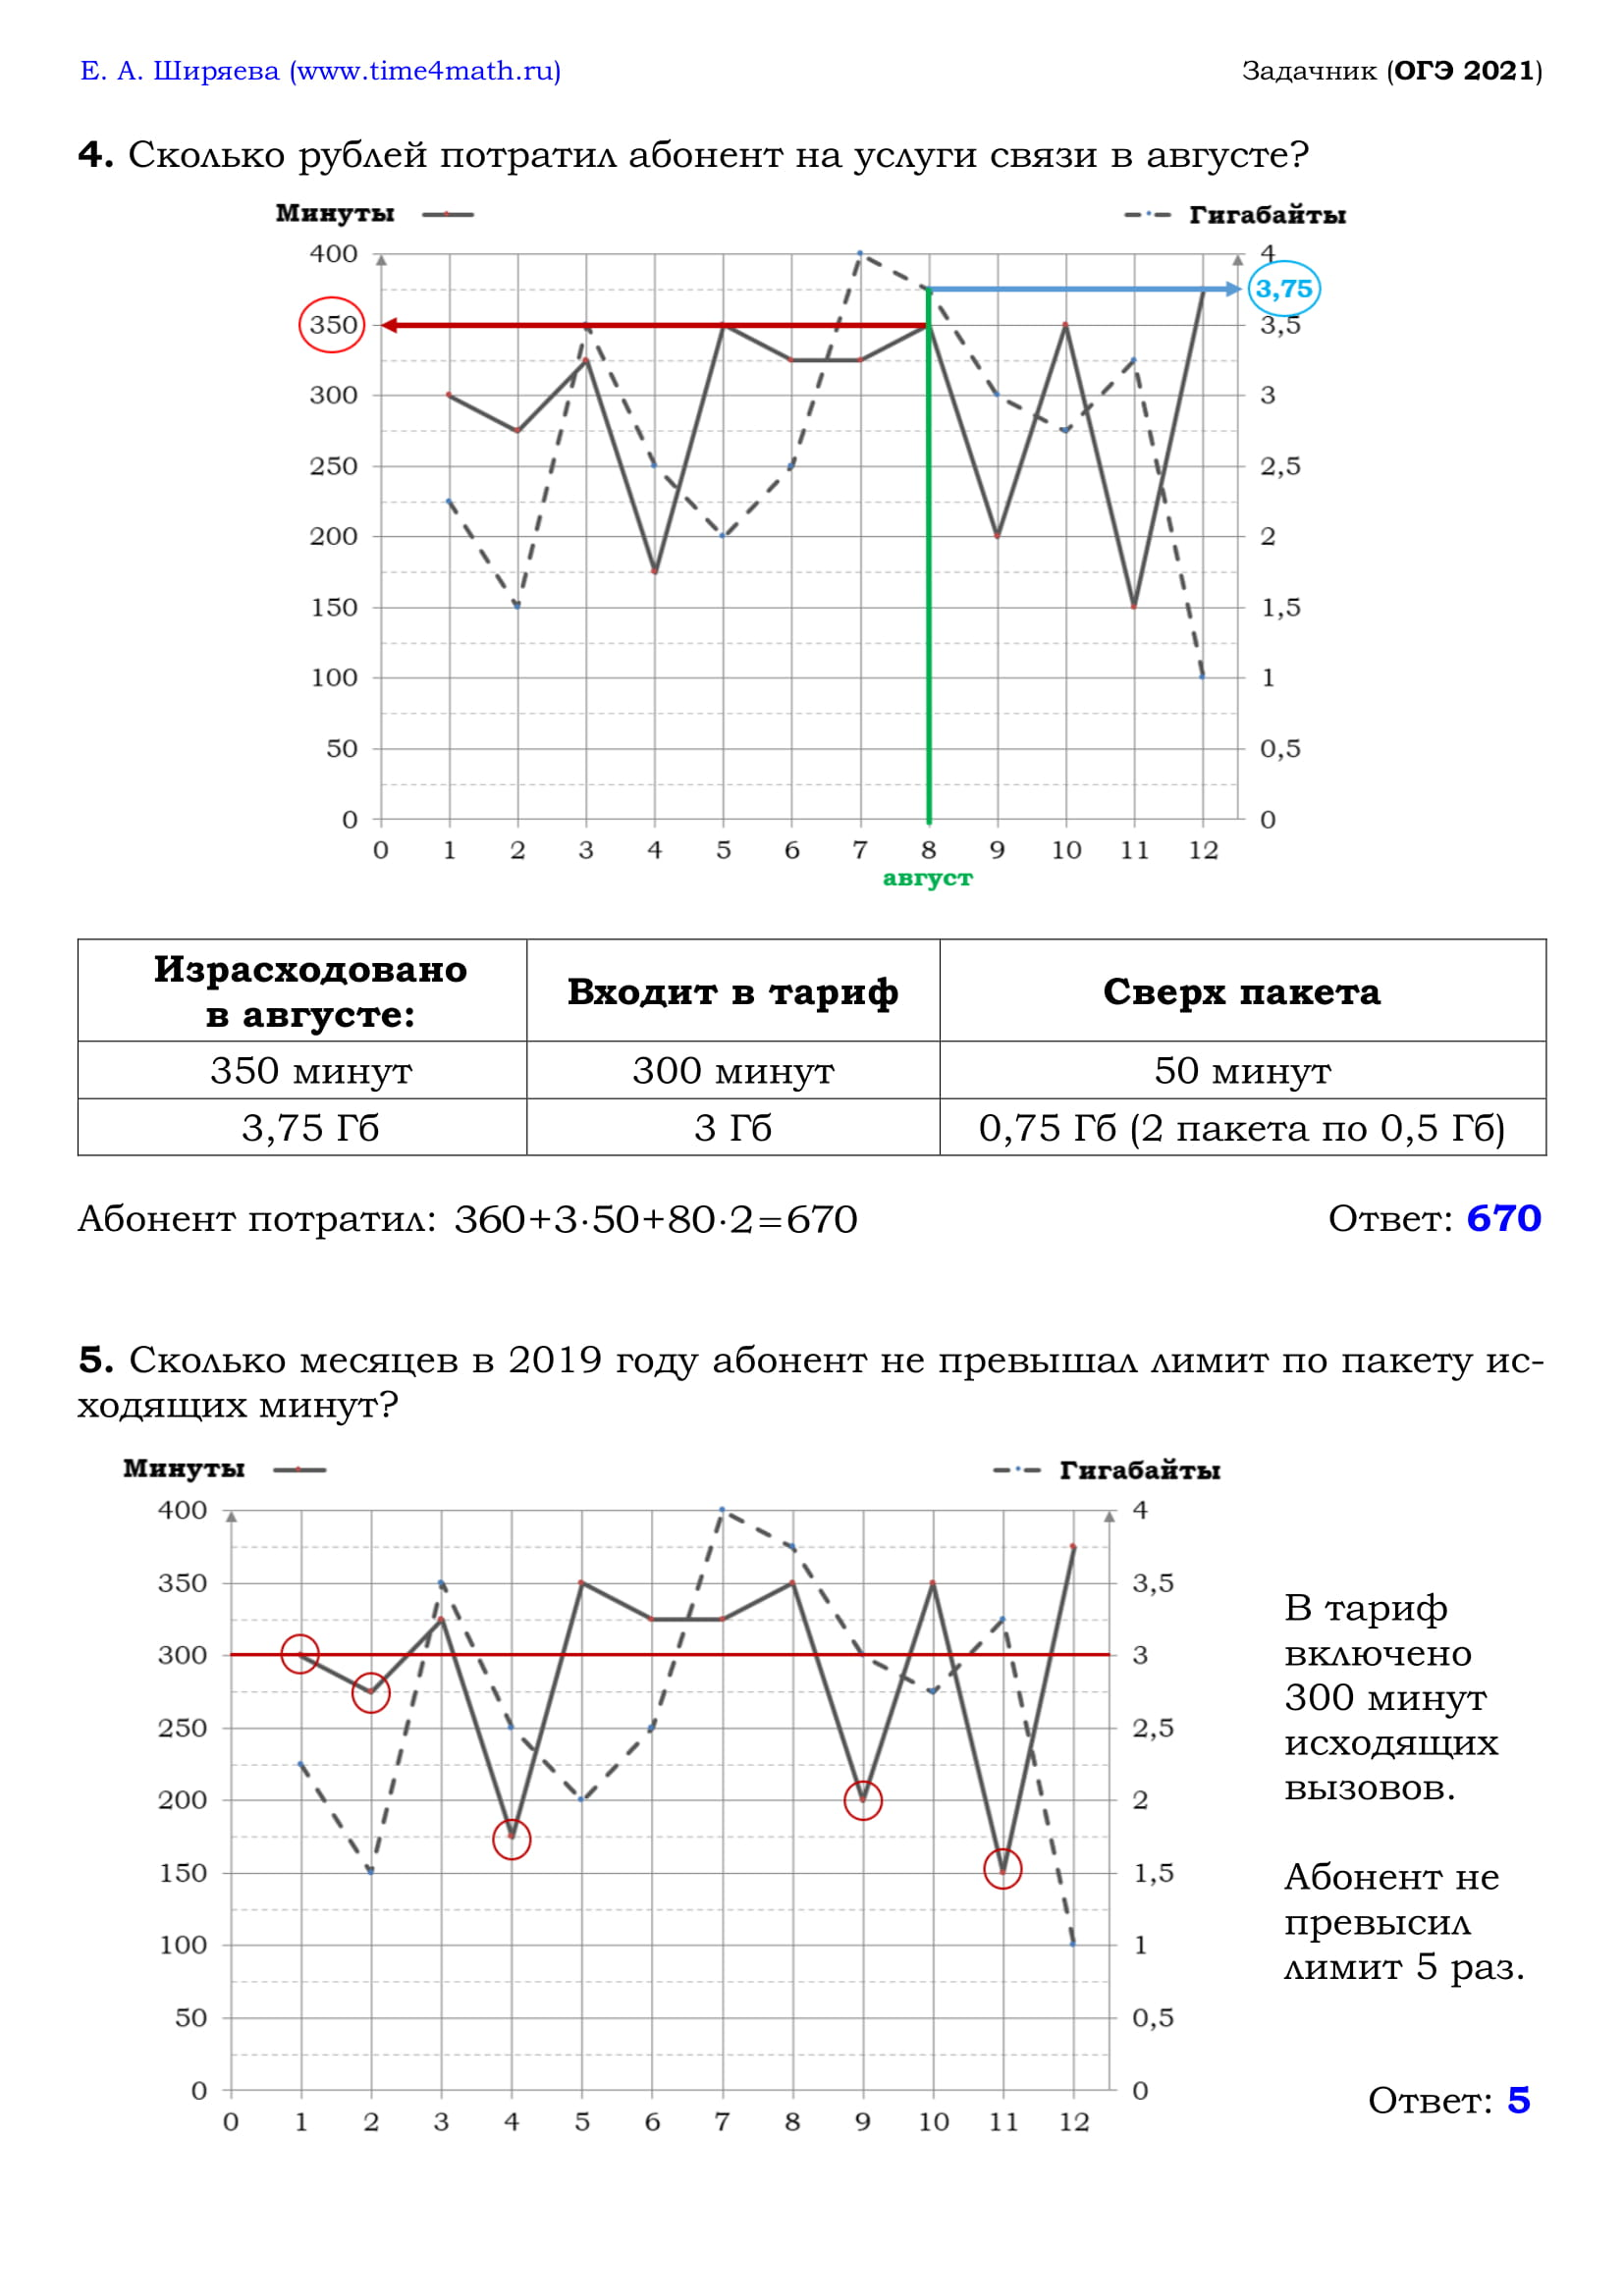 Е. А. Ширяева (www.time4math.ru)
Задачник (ОГЭ 2021)
4. Сколько рублей потратил абонент на услуги связи в августе?
Минуты
Гигабайты
400
350
300
250
200
150
100
50
0
4
3,75
3,5
3
2,5
2
1,5
1
0,5
0
0 1 2 3 4 5 6 7 8 9 10 11 12
август
Израсходовано
в августе:
Входит в тариф
Сверх пакета
350 минут
300 минут
50 минут
3,75 Гб
3 Гб
0,75 Гб (2 пакета по 0,5 Гб)
Абонент потратил: 360+3·50+80·2=670
Ответ: 670
5. Сколько месяцев в 2019 году абонент не превышал лимит по пакету ис-
ходящих минут?
Минуты
Гигабайты
400
350
300
250
200
150
100
50
0
4
3,5
3
2,5
2
1,5
1
0,5
0
0 1 2 3 4 5 6 7 8 9 10 11 12
В тариф
включено
300 минут
исходящих
вызовов.
Абонент не
превысил
лимит 5 раз.
Ответ: 5